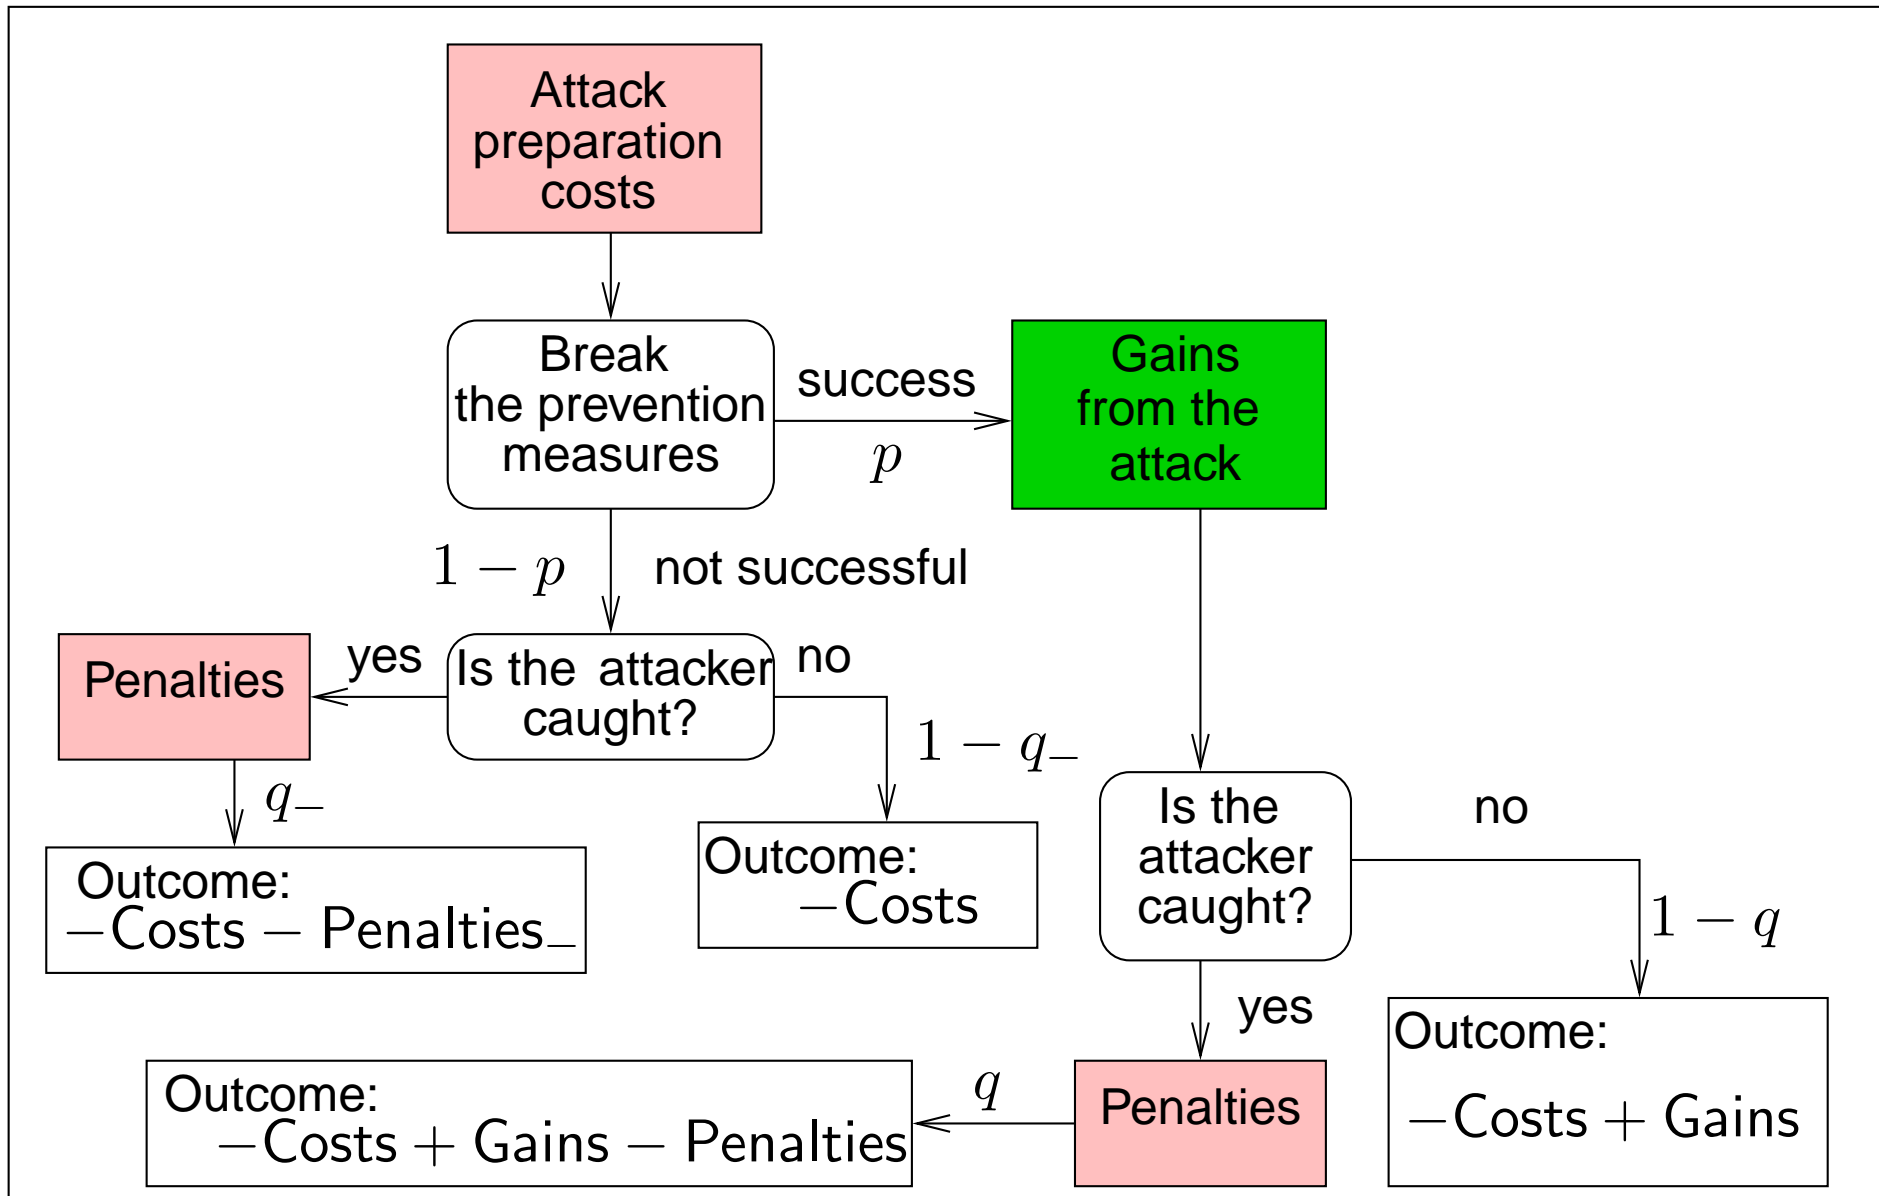 Attack
preparation
costs
Break
the prevention
measures
success
p
Gains
from the
attack
1 − p
not successful
Penalties
yes
Is the attacker
caught?
no
1 − q₋
q₋
Outcome:
−Costs − Penalties₋
Outcome:
−Costs
Is the
attacker
caught?
no
1 − q
yes
Outcome:
−Costs + Gains
Penalties
q
Outcome:
−Costs + Gains − Penalties